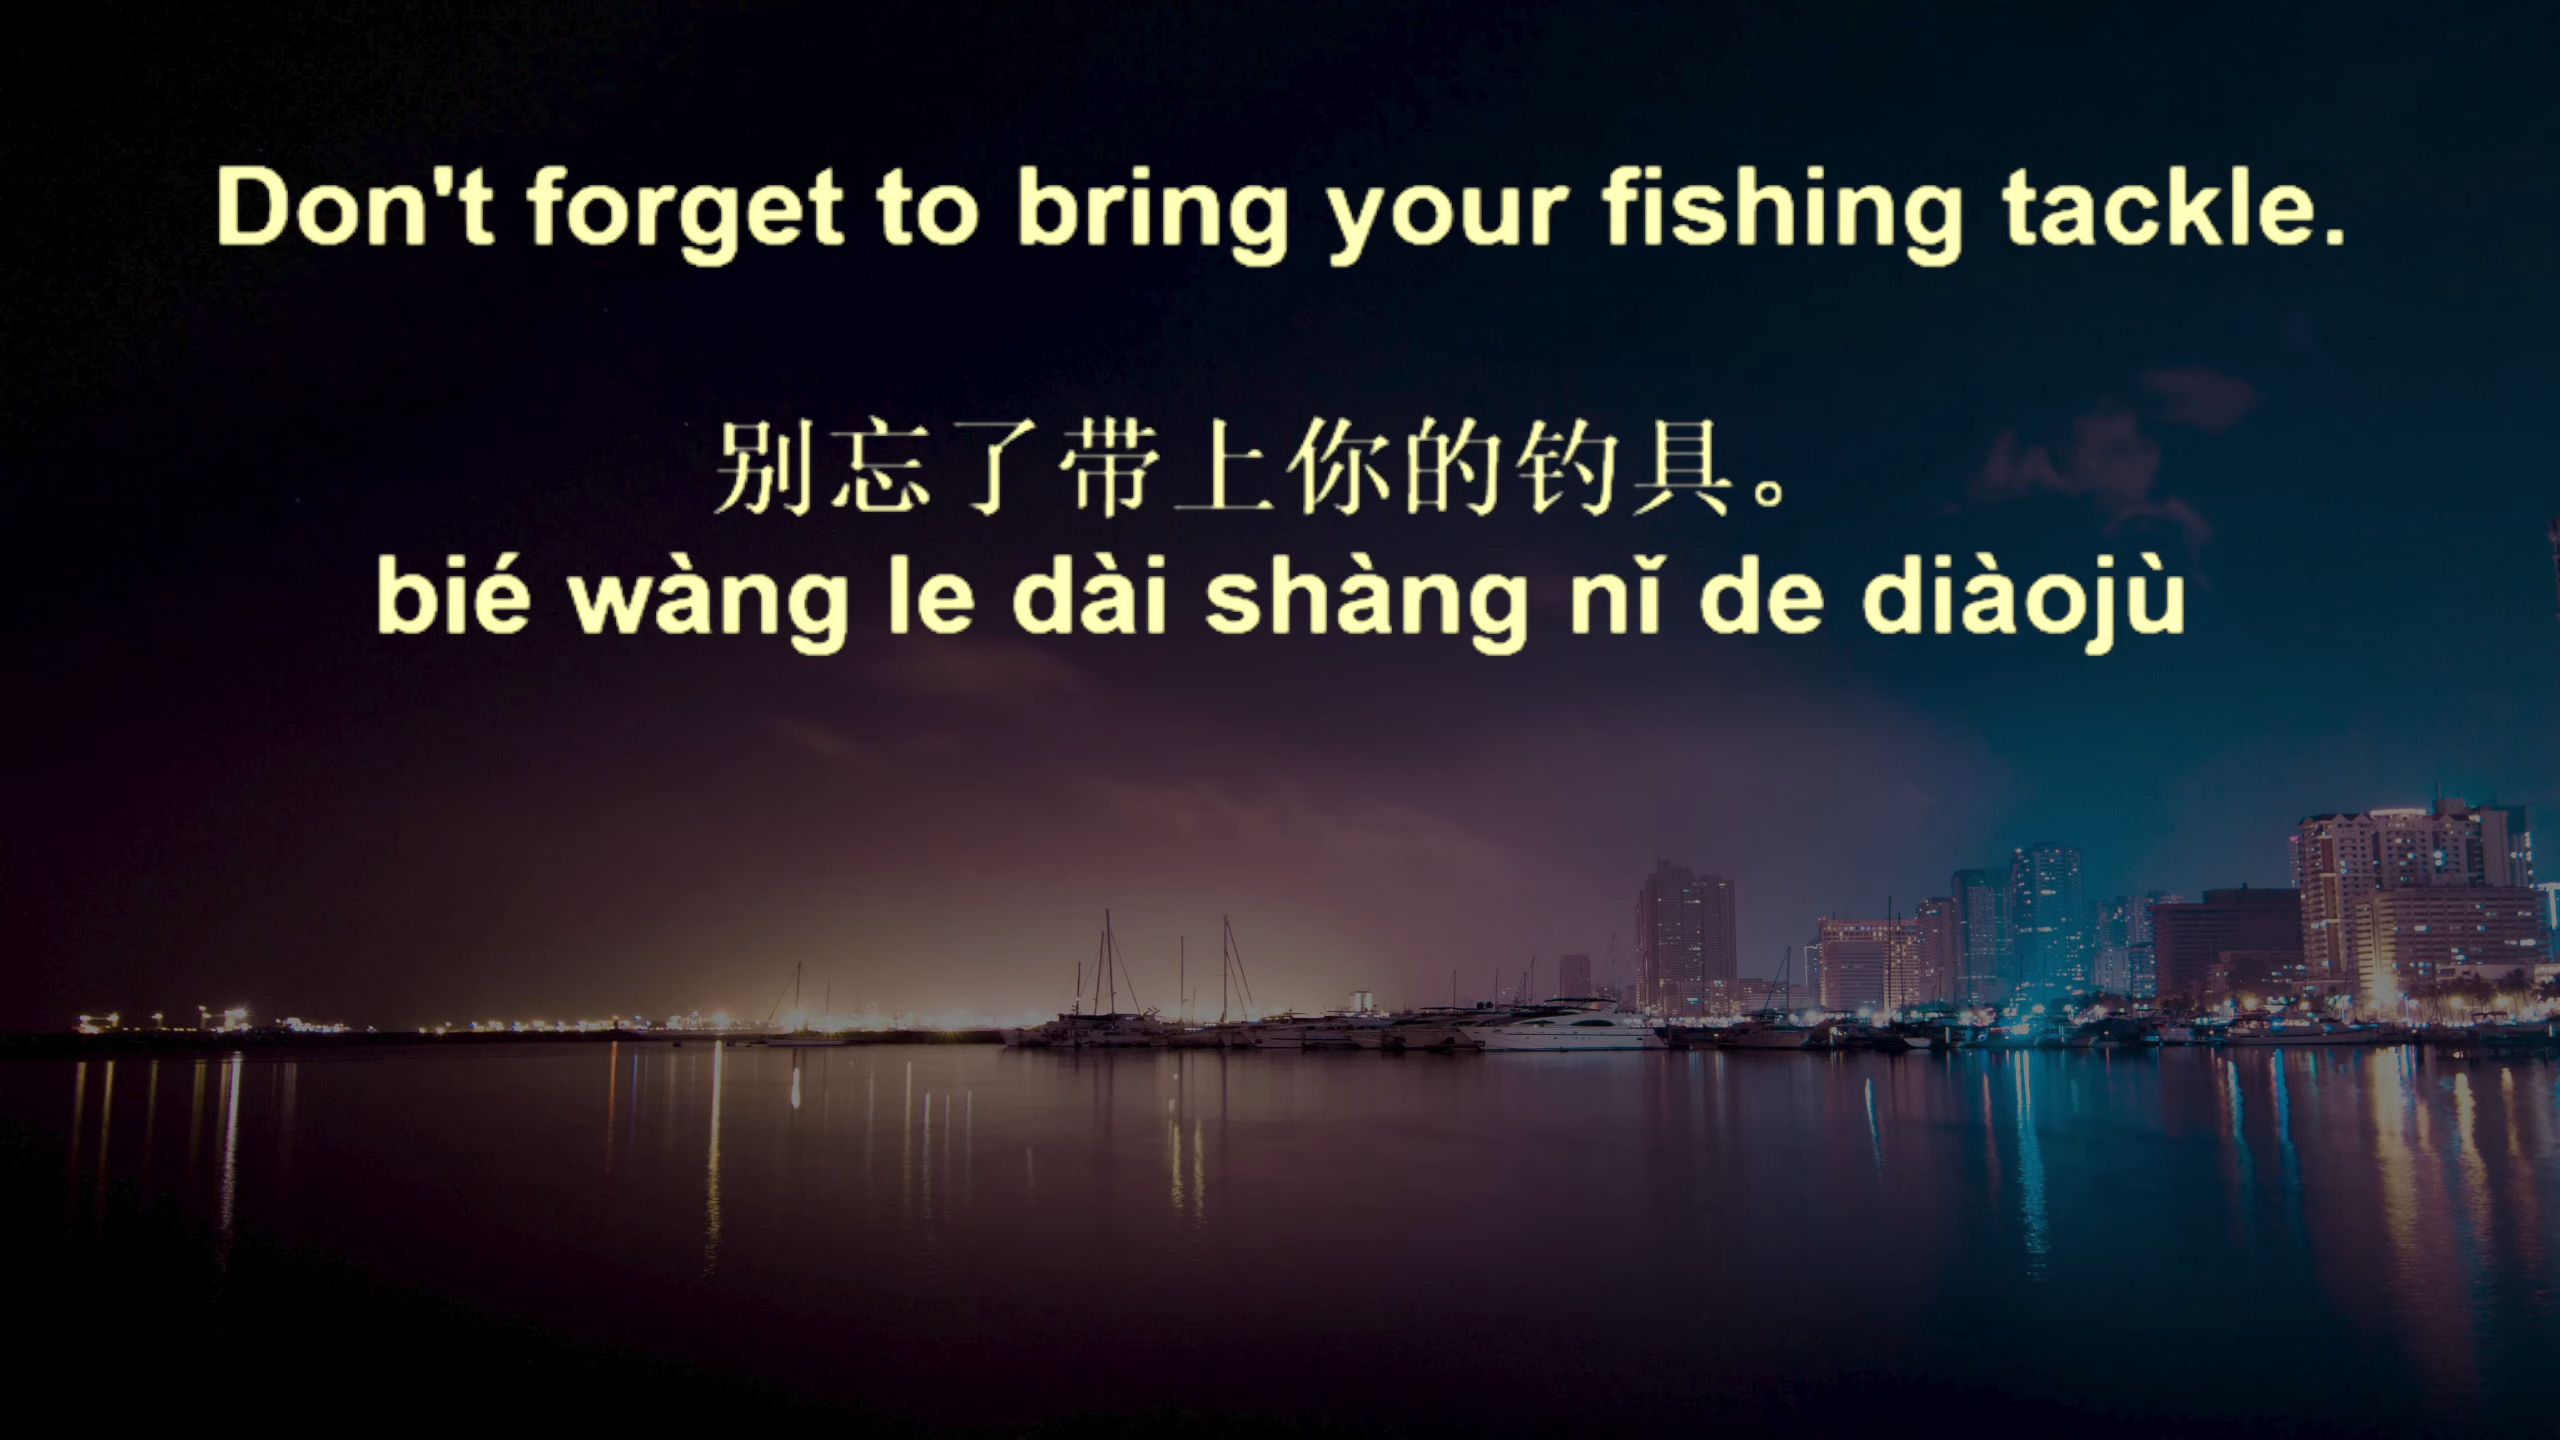 Don't forget to bring your fishing tackle.
别忘了带上你的钓具。
bié wàng le dài shàng nǐ de diàojù